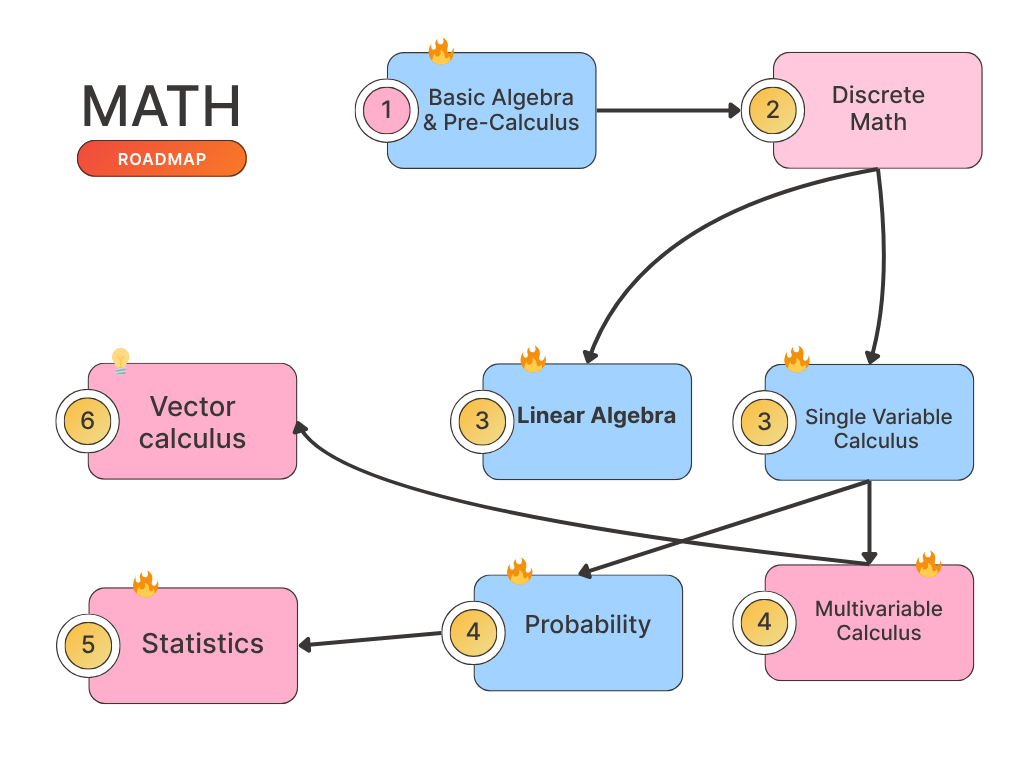 MATH
ROADMAP
1
Basic Algebra
& Pre-Calculus
2
Discrete
Math
6
Vector
calculus
3
Linear Algebra
3
Single Variable
Calculus
5
Statistics
4
Probability
4
Multivariable
Calculus